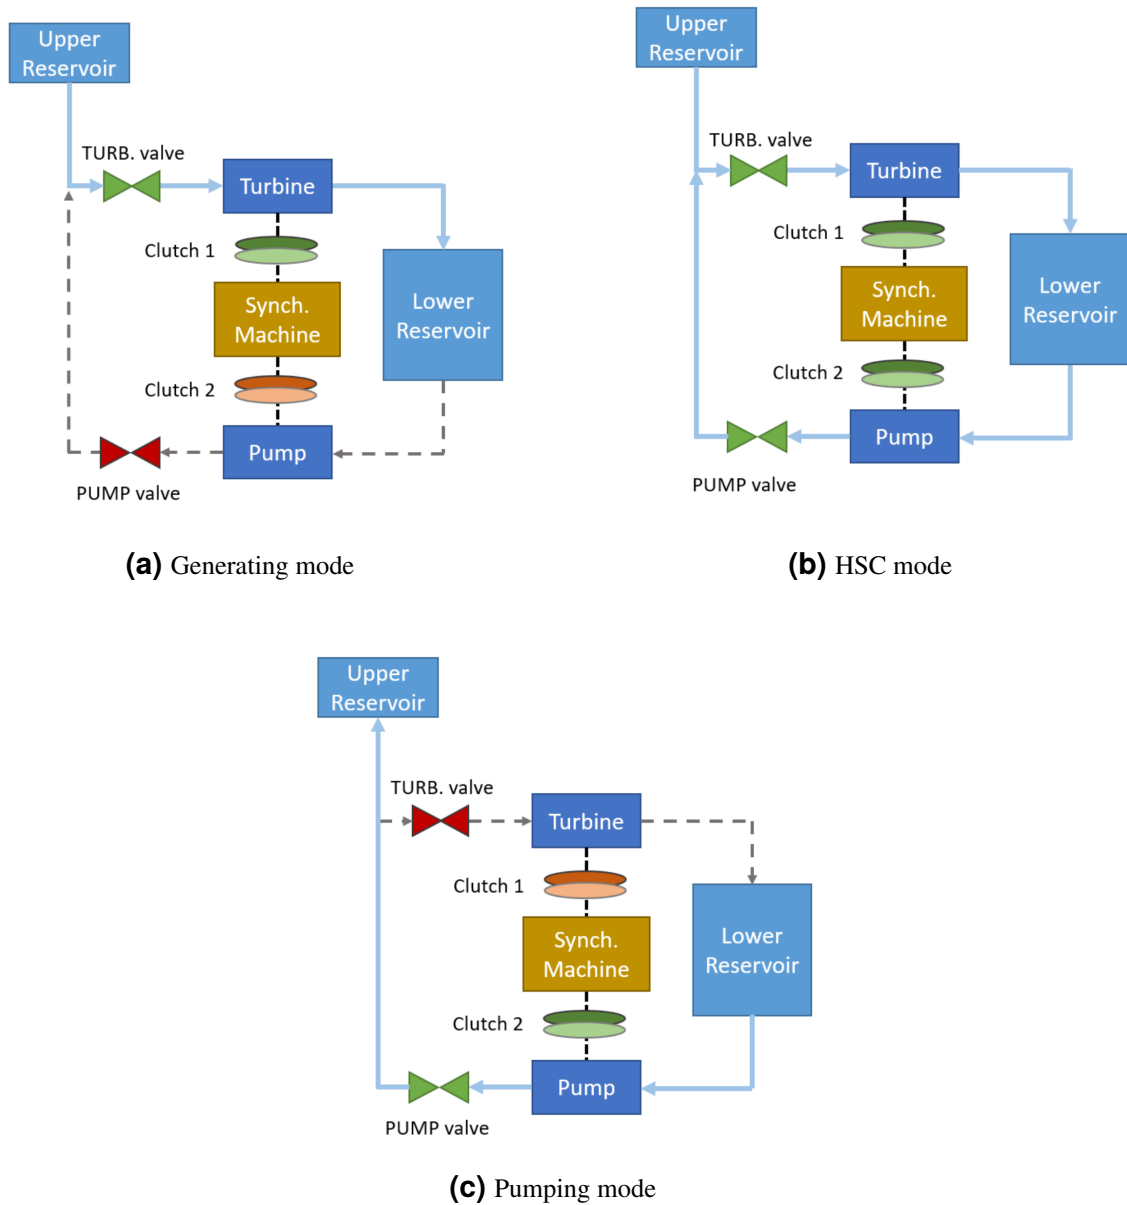 Upper
Reservoir
TURB. valve
Turbine
Clutch 1
Synch.
Machine
Lower
Reservoir
Clutch 2
Pump
PUMP valve
(a) Generating mode
Upper
Reservoir
TURB. valve
Turbine
Clutch 1
Synch.
Machine
Lower
Reservoir
Clutch 2
Pump
PUMP valve
(b) HSC mode
Upper
Reservoir
TURB. valve
Turbine
Clutch 1
Synch.
Machine
Lower
Reservoir
Clutch 2
Pump
PUMP valve
(c) Pumping mode